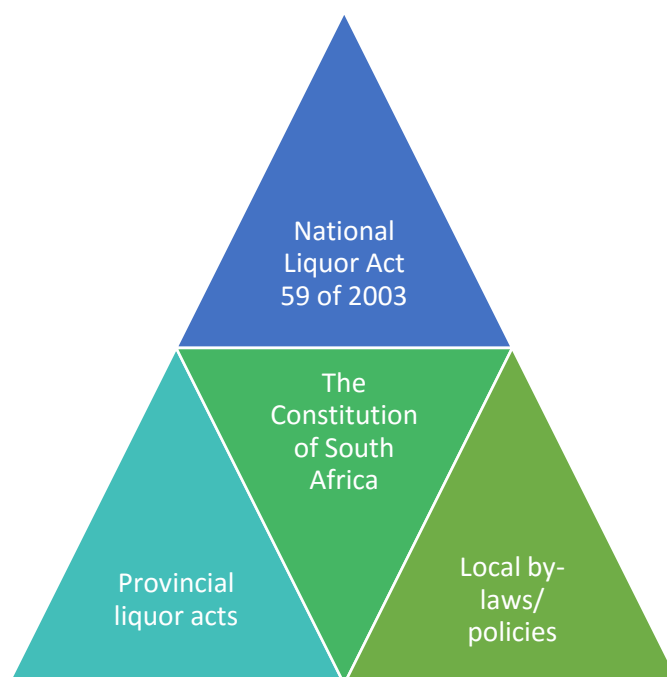 National
Liquor Act
59 of 2003
The
Constitution
of South
Africa
Provincial
liquor acts
Local by-
laws/
policies